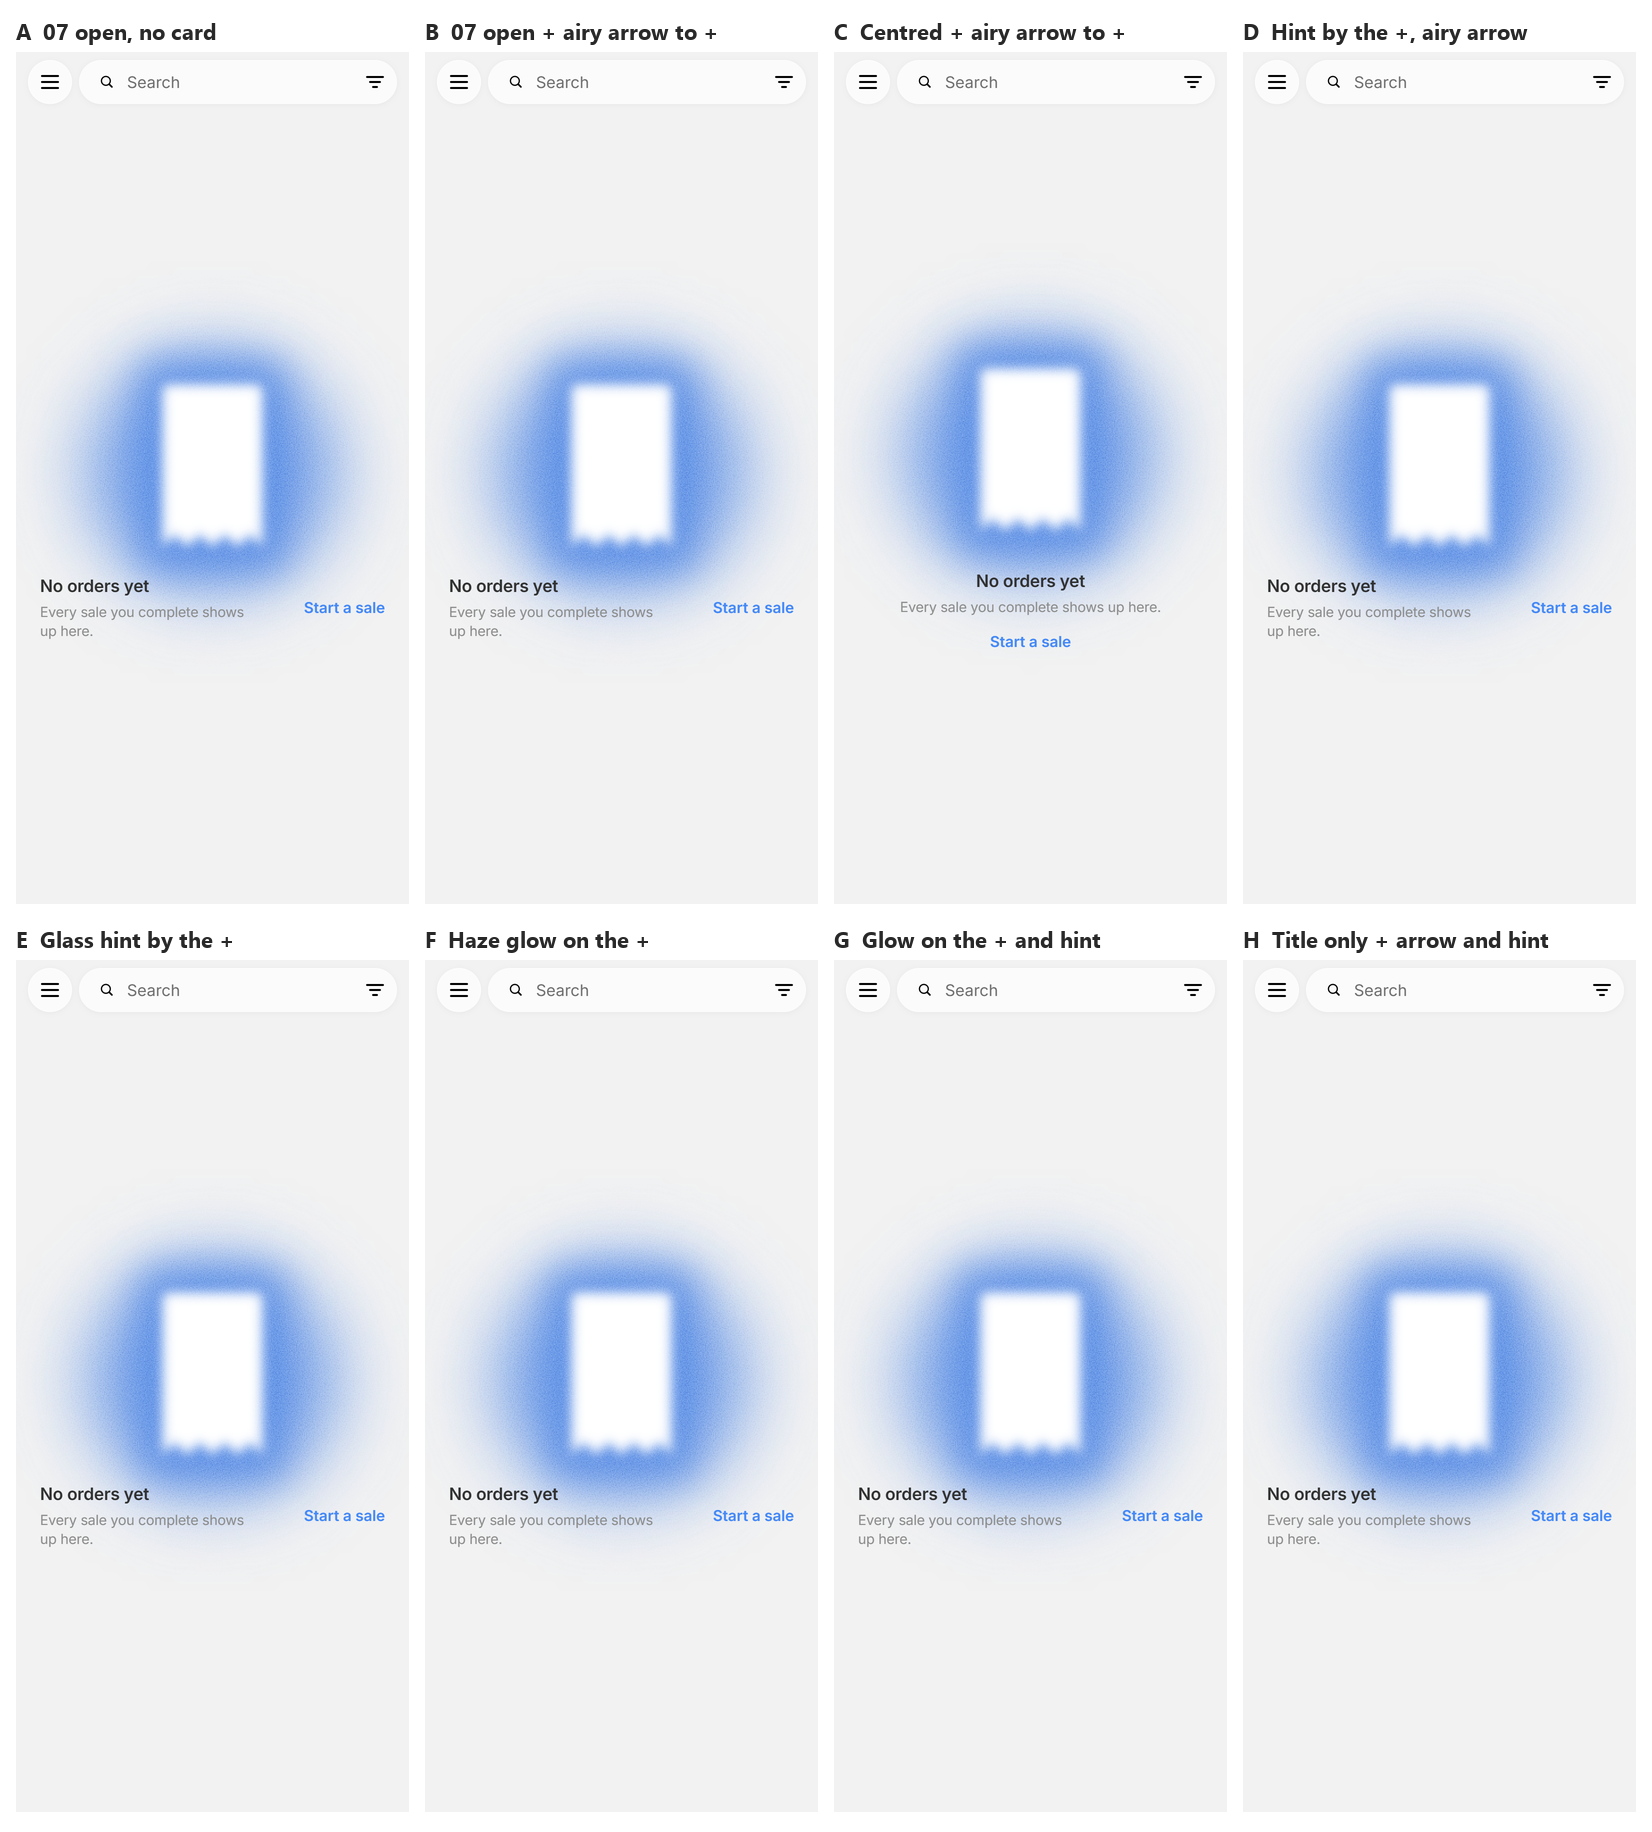 A 07 open, no card
Search
No orders yet
Every sale you complete shows
up here.
Start a sale
B 07 open + airy arrow to +
Search
No orders yet
Every sale you complete shows
up here.
Start a sale
C Centred + airy arrow to +
Search
No orders yet
Every sale you complete shows up here.
Start a sale
D Hint by the +, airy arrow
Search
No orders yet
Every sale you complete shows
up here.
Start a sale
E Glass hint by the +
Search
No orders yet
Every sale you complete shows
up here.
Start a sale
F Haze glow on the +
Search
No orders yet
Every sale you complete shows
up here.
Start a sale
G Glow on the + and hint
Search
No orders yet
Every sale you complete shows
up here.
Start a sale
H Title only + arrow and hint
Search
No orders yet
Every sale you complete shows
up here.
Start a sale